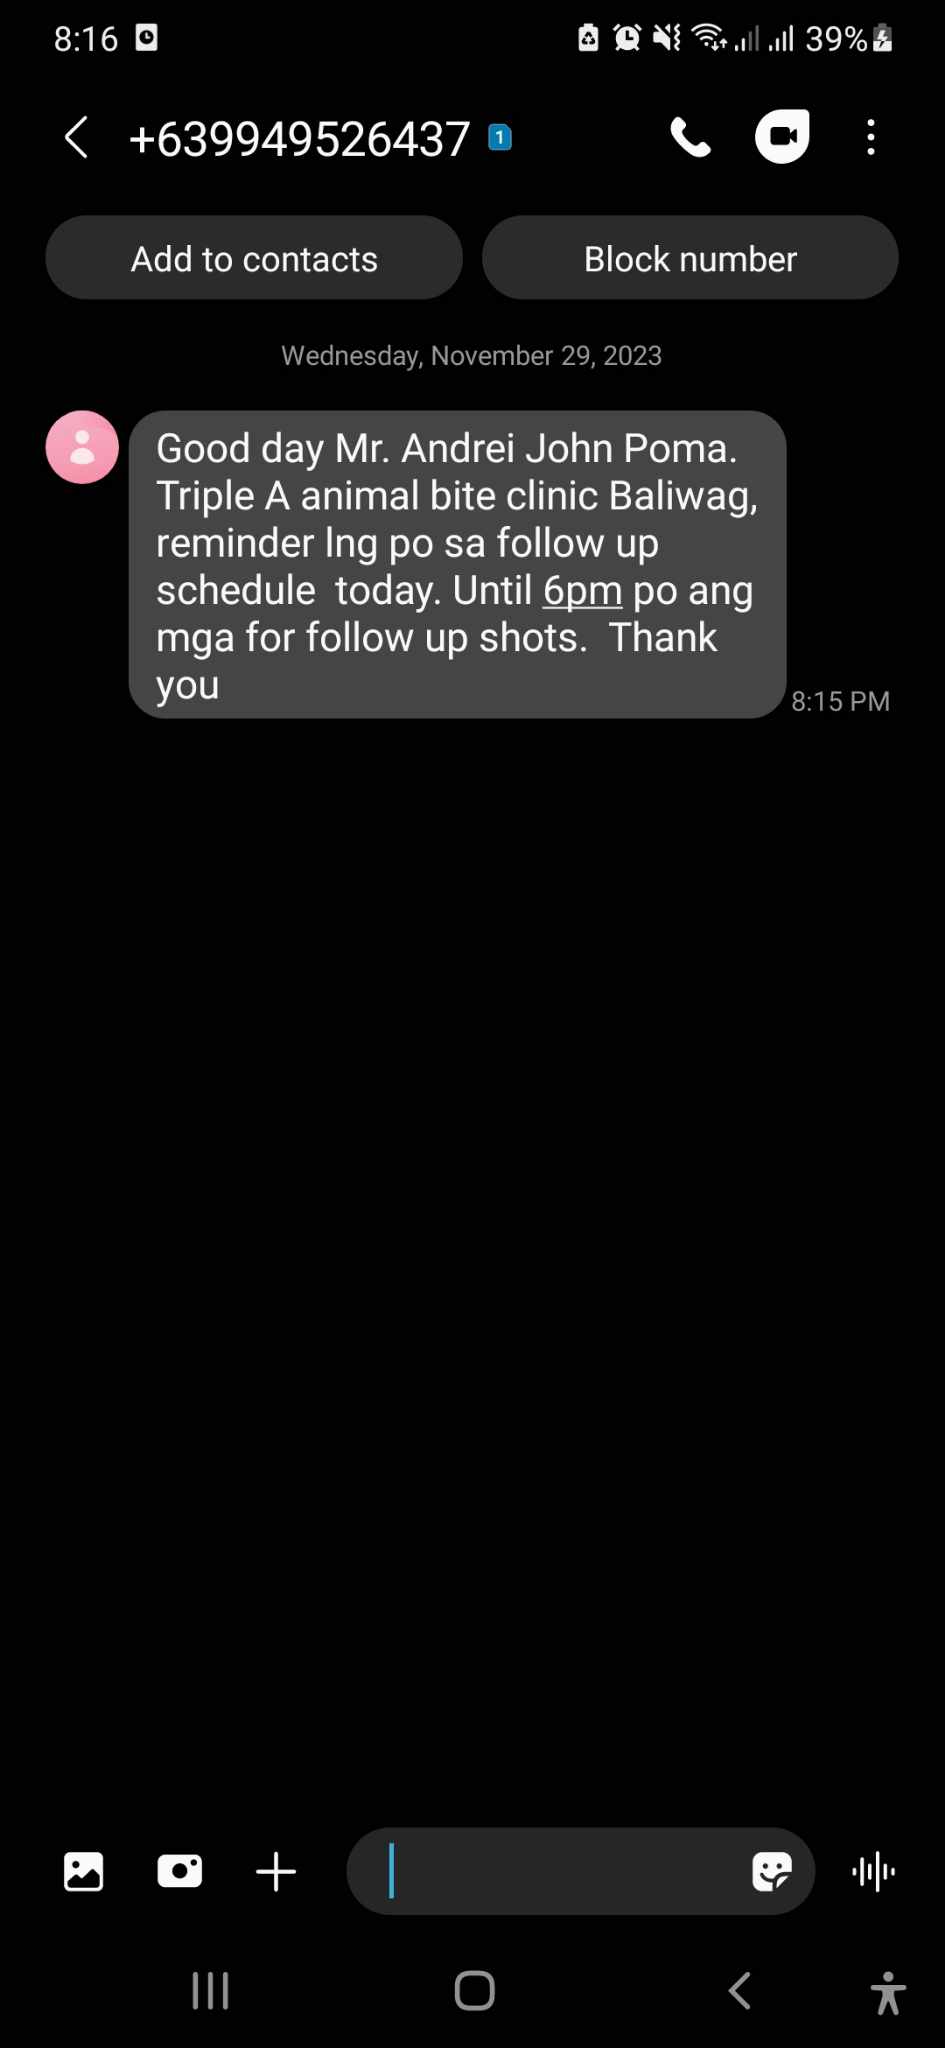 8:16
39%
+639949526437 1
Add to contacts
Block number
Wednesday, November 29, 2023
Good day Mr. Andrei John Poma.
Triple A animal bite clinic Baliwag,
reminder lng po sa follow up
schedule  today. Until 6pm po ang
mga for follow up shots.  Thank
you
8:15 PM